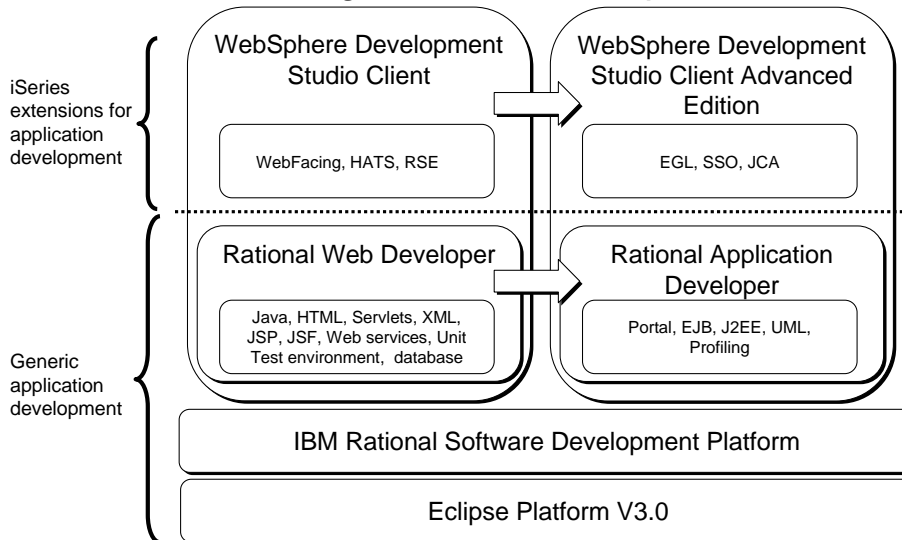 WebSphere Development
Studio Client
WebSphere Development
Studio Client Advanced
Edition
iSeries
extensions for
application
development
WebFacing, HATS, RSE
EGL, SSO, JCA
Rational Web Developer
Rational Application
Developer
Java, HTML, Servlets, XML,
JSP, JSF, Web services, Unit
Test environment, database
Portal, EJB, J2EE, UML,
Profiling
Generic
application
development
IBM Rational Software Development Platform
Eclipse Platform V3.0